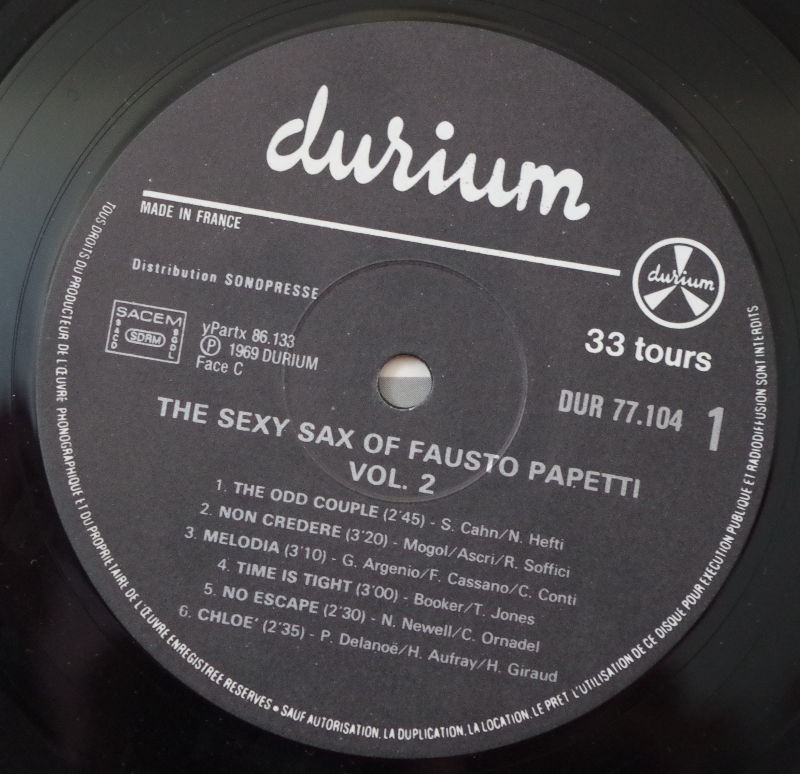 durium
MADE IN FRANCE
Distribution SONOPRESSE
durium
SACEM
SACD
SDRM
SGDL
yPartx 86.133
Ⓟ 1969 DURIUM
Face C
33 tours
DUR 77.104 1
THE SEXY SAX OF FAUSTO PAPETTI
VOL. 2
1. THE ODD COUPLE (2'45) - S. Cahn/N. Hefti
2. NON CREDERE (3'20) - Mogol/Ascri/R. Soffici
3. MELODIA (3'10) - G. Argenio/F. Cassano/C. Conti
4. TIME IS TIGHT (3'00) - Booker/T. Jones
5. NO ESCAPE (2'30) - N. Newell/C. Ornadel
6. CHLOE' (2'35) - P. Delanoë/H. Aufray/H. Giraud
TOUS DROITS DU PRODUCTEUR DE L'ŒUVRE PHONOGRAPHIQUE ET DU PROPRIETAIRE DE L'ŒUVRE ENREGISTREE RESERVES • SAUF AUTORISATION, LA DUPLICATION, LA LOCATION, LE PRET L'UTILISATION DE CE DISQUE POUR EXECUTION PUBLIQUE ET RADIODIFFUSION SONT INTERDITS